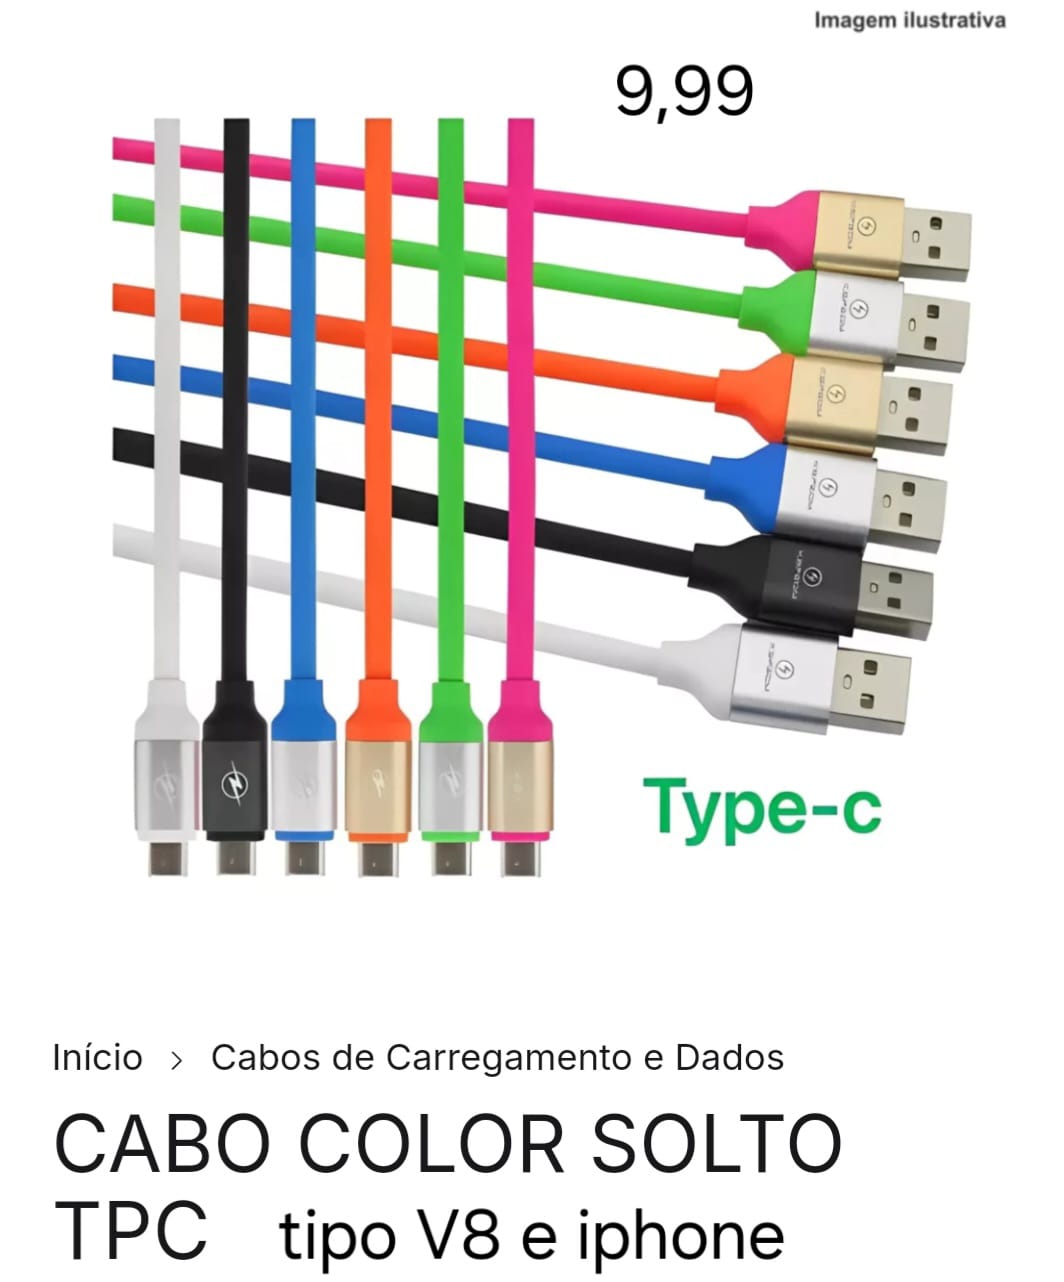 Imagem ilustrativa
9,99
Type-c
Início > Cabos de Carregamento e Dados
CABO COLOR SOLTO
TPC tipo V8 e iphone